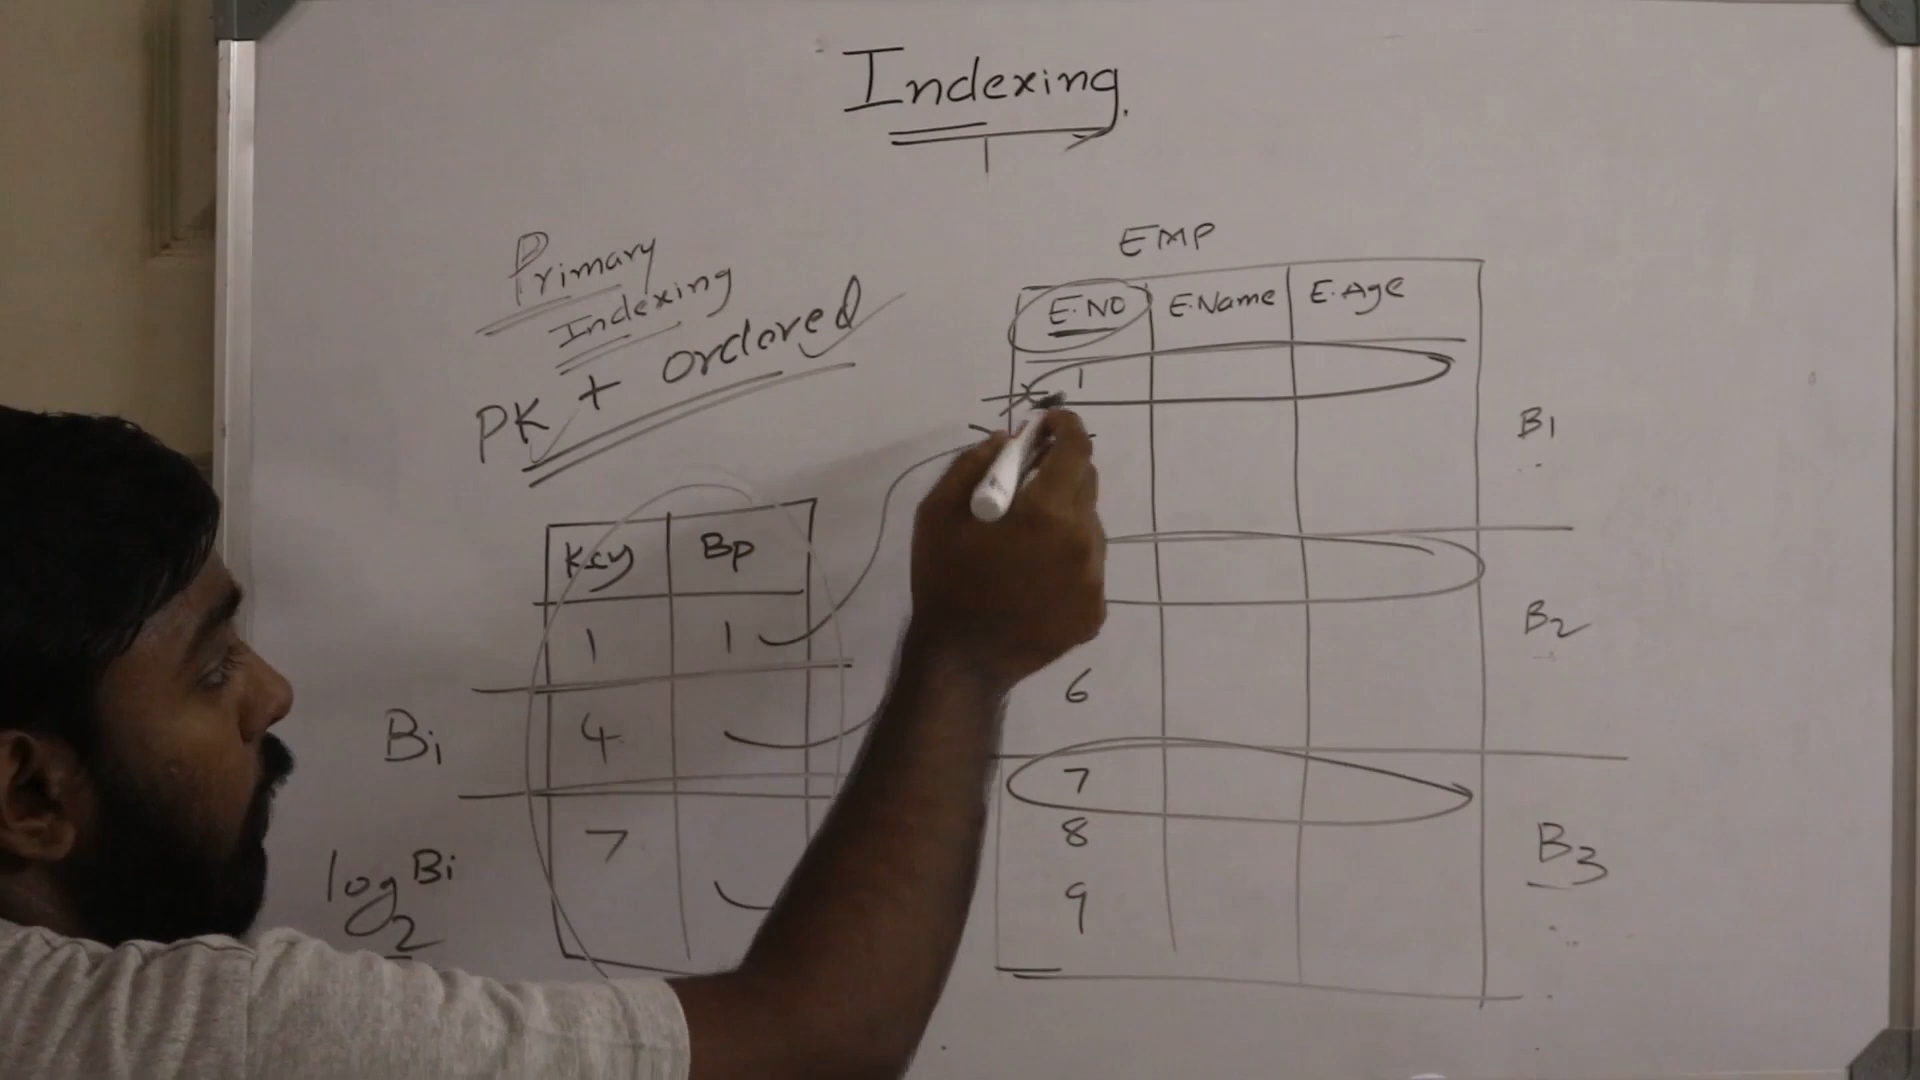 Indexing.
Primary
Indexing
PK + ordered
EMP
E.NO E.Name E.Age
1
6
7
8
9
B1
B2
B3
Key Bp
1 1
4
7
Bi
log2 Bi